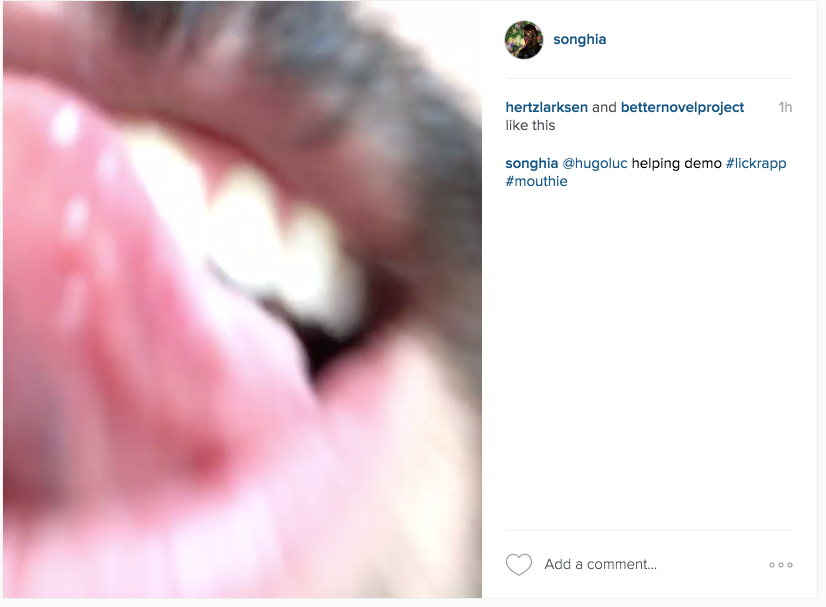 songhia
hertzlarksen and betternovelproject 1h
like this
songhia @hugoluc helping demo #lickrapp
#mouthie
Add a comment...